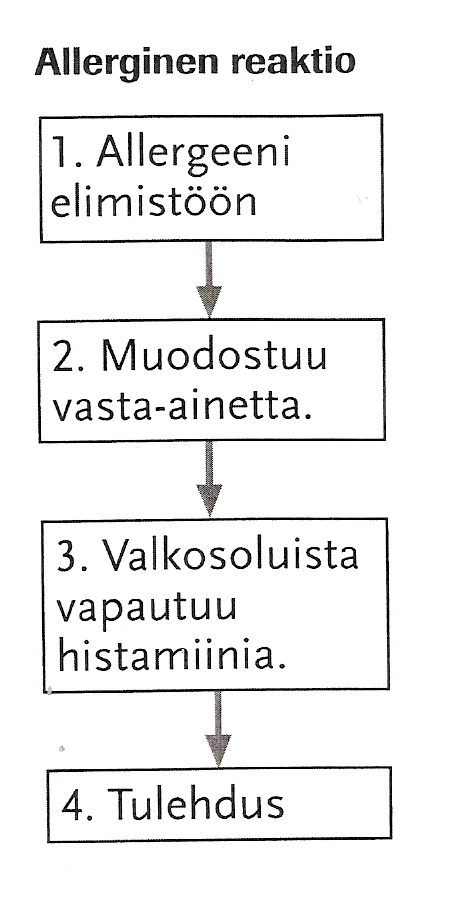 Allerginen reaktio
1. Allergeeni
elimistöön
2. Muodostuu
vasta-ainetta.
3. Valkosoluista
vapautuu
histamiinia.
4. Tulehdus